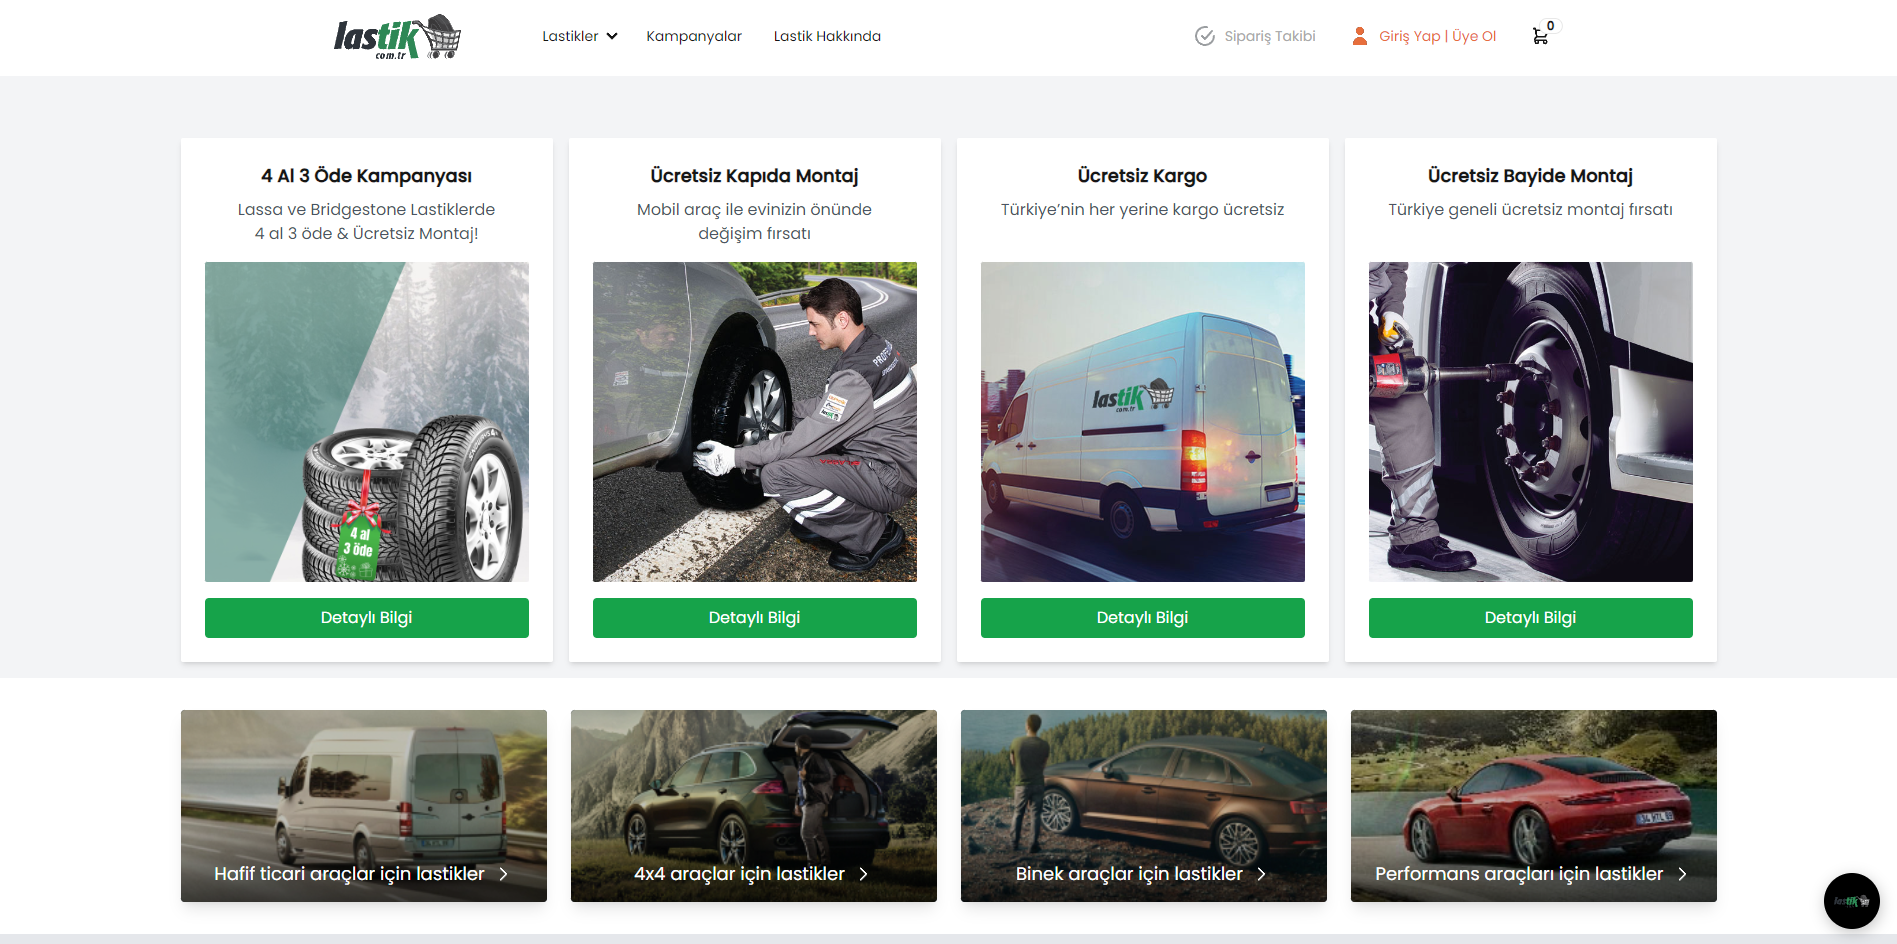 lastik
com.tr
Lastikler
Kampanyalar
Lastik Hakkında
Sipariş Takibi
Giriş Yap | Üye Ol
0
4 Al 3 Öde Kampanyası
Lassa ve Bridgestone Lastiklerde
4 al 3 öde & Ücretsiz Montaj!
4 al
3 öde
Detaylı Bilgi
Ücretsiz Kapıda Montaj
Mobil araç ile evinizin önünde
değişim fırsatı
Detaylı Bilgi
Ücretsiz Kargo
Türkiye’nin her yerine kargo ücretsiz
lastik
com.tr
Detaylı Bilgi
Ücretsiz Bayide Montaj
Türkiye geneli ücretsiz montaj fırsatı
Detaylı Bilgi
Hafif ticari araçlar için lastikler
4x4 araçlar için lastikler
Binek araçlar için lastikler
Performans araçları için lastikler
lastik